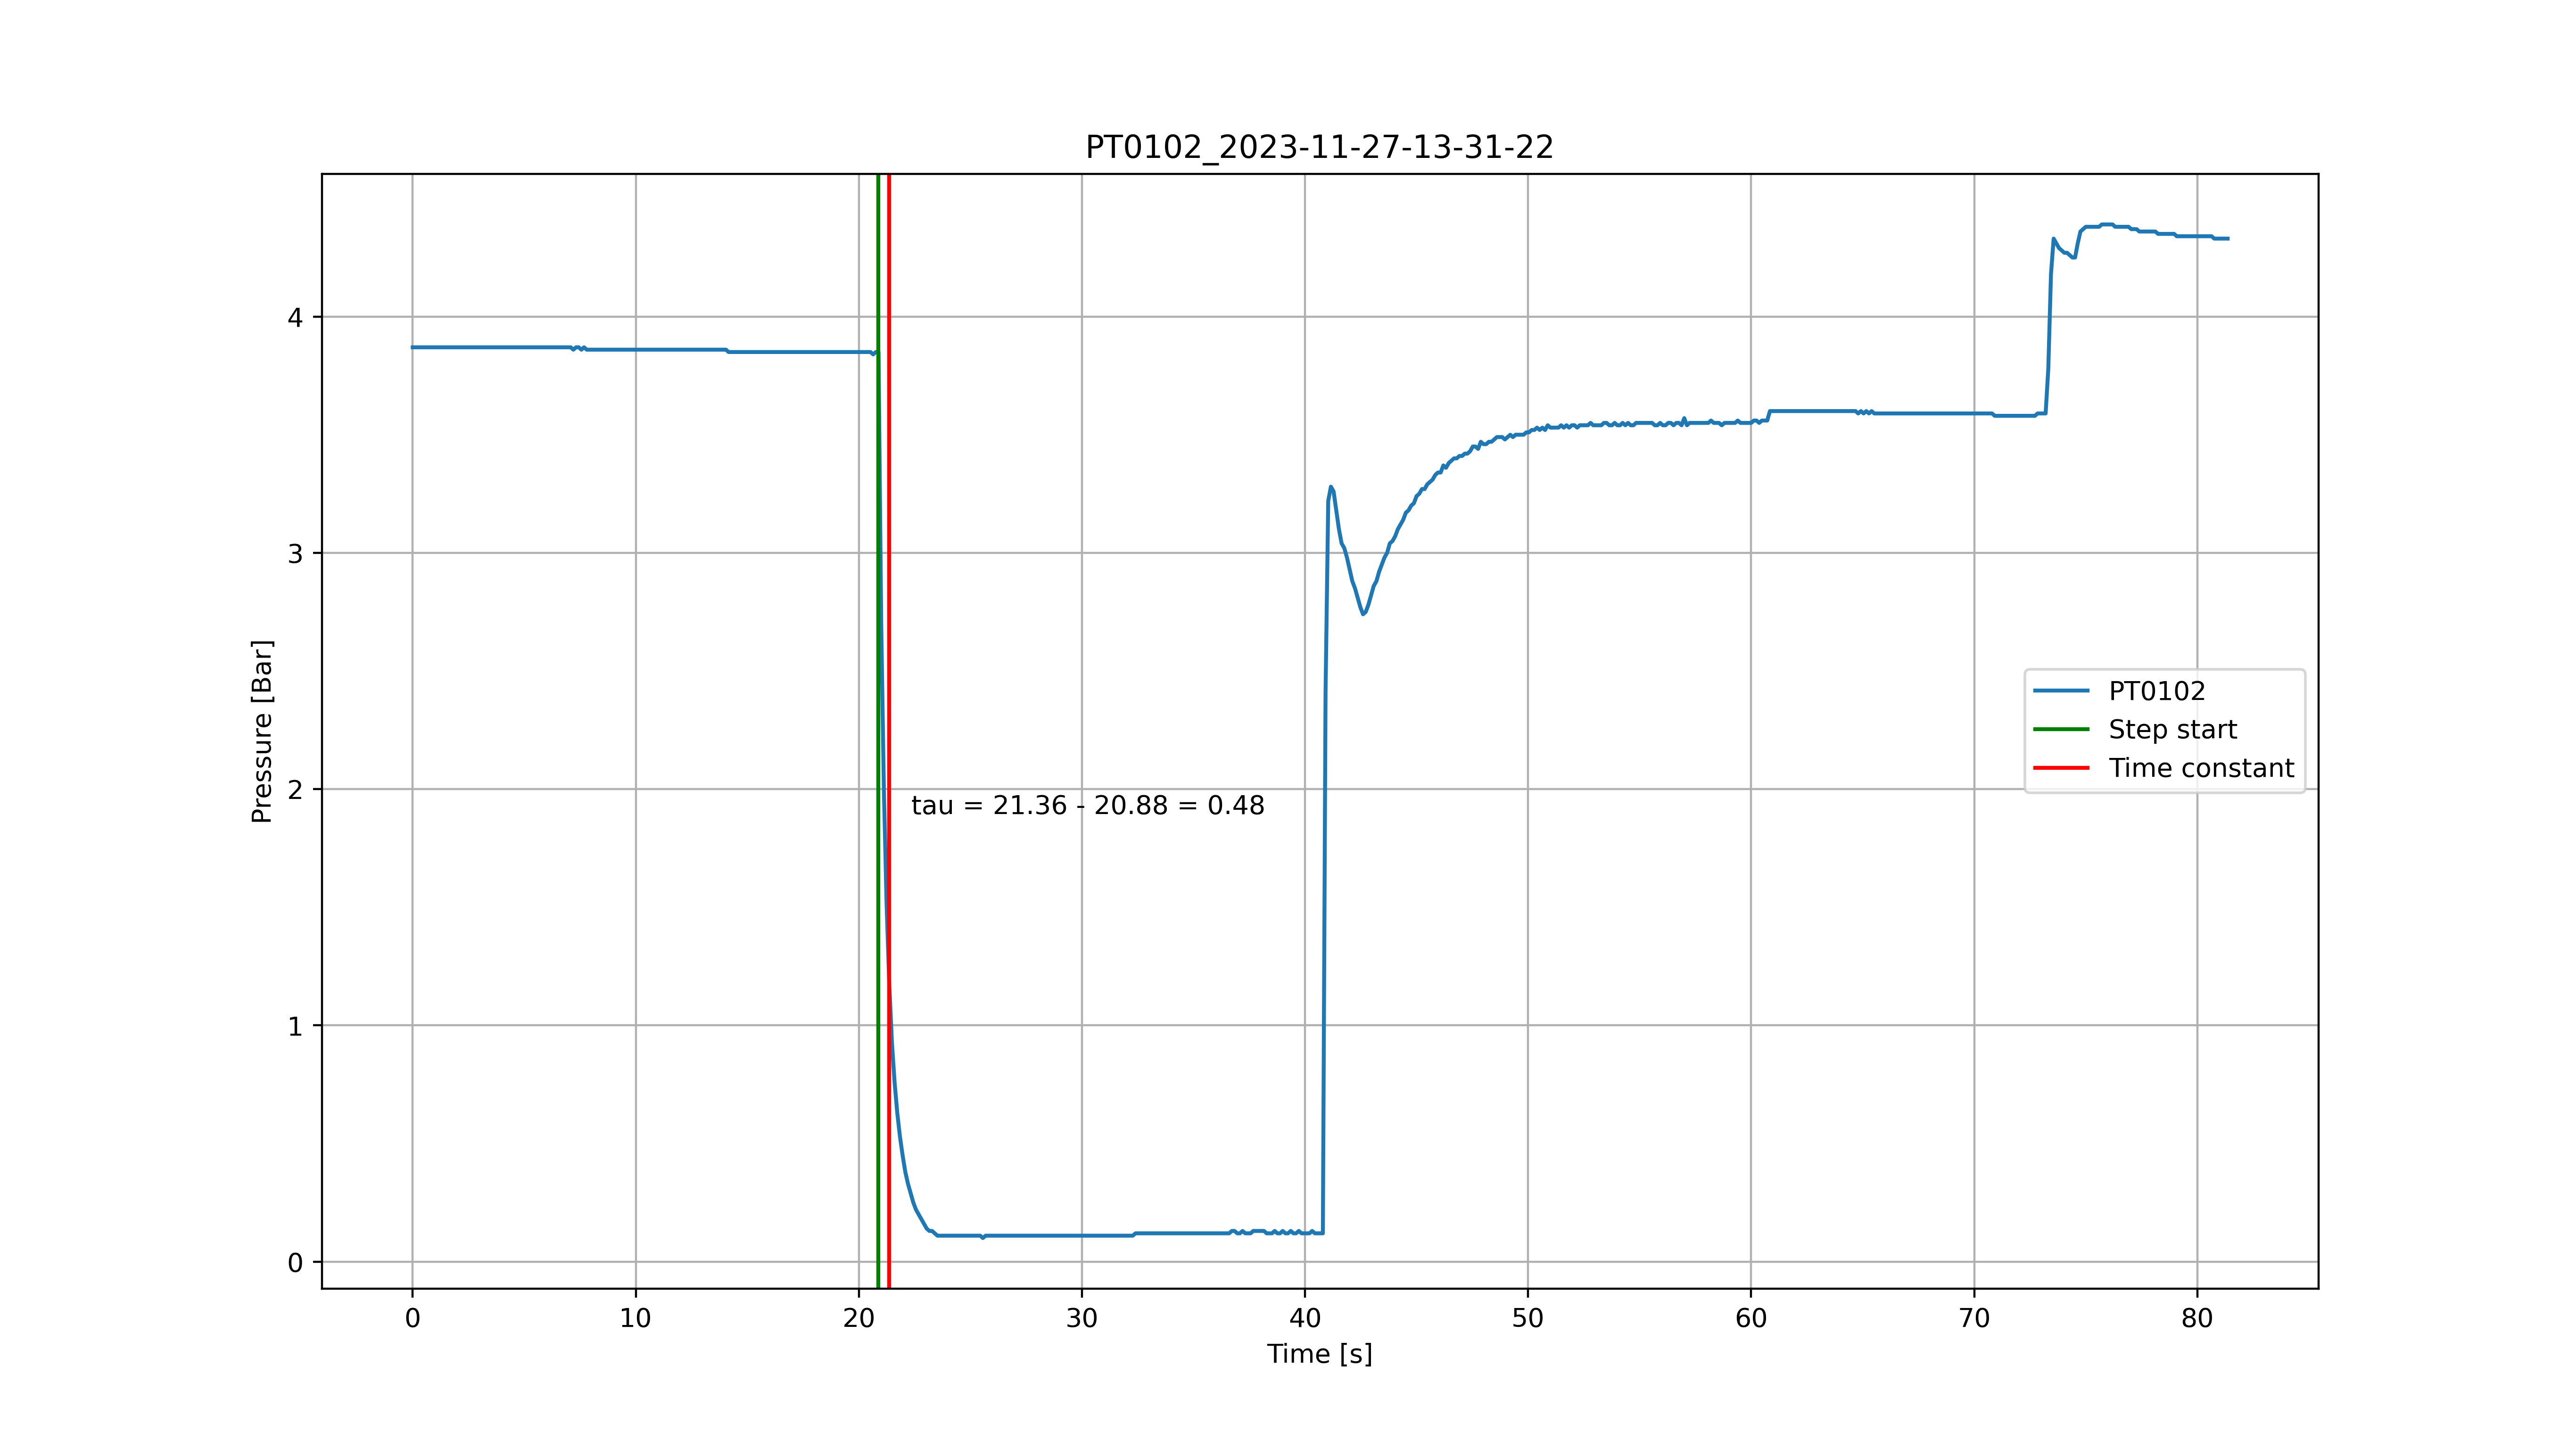 PT0102_2023-11-27-13-31-22
4
3
2
1
0
Pressure [Bar]
tau = 21.36 - 20.88 = 0.48
PT0102
Step start
Time constant
0 10 20 30 40 50 60 70 80
Time [s]